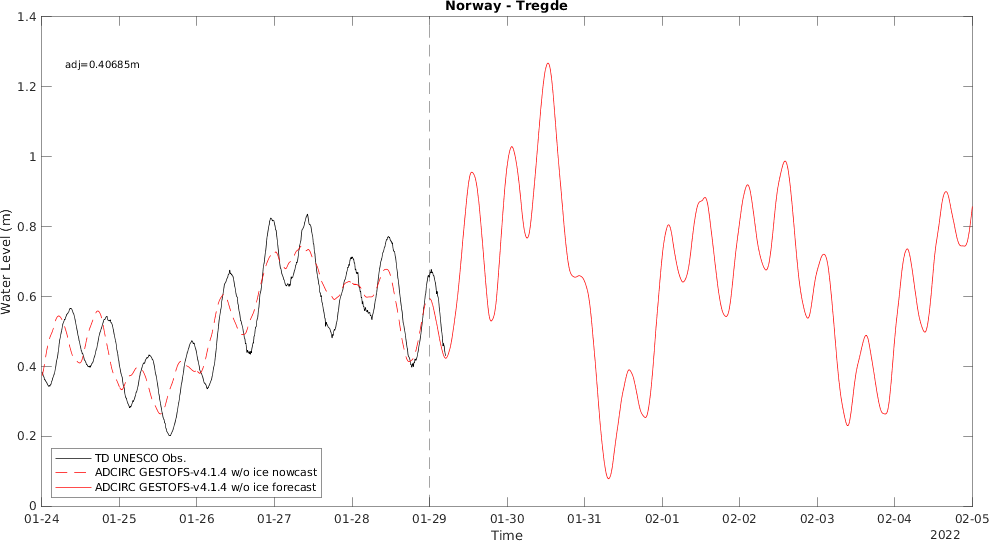 Norway - Tregde
1.4
1.2
1
0.8
0.6
0.4
0.2
0
Water Level (m)
adj=0.40685m
TD UNESCO Obs.
ADCIRC GESTOFS-v4.1.4 w/o ice nowcast
ADCIRC GESTOFS-v4.1.4 w/o ice forecast
01-24 01-25 01-26 01-27 01-28 01-29 01-30 01-31 02-01 02-02 02-03 02-04 02-05
Time
2022